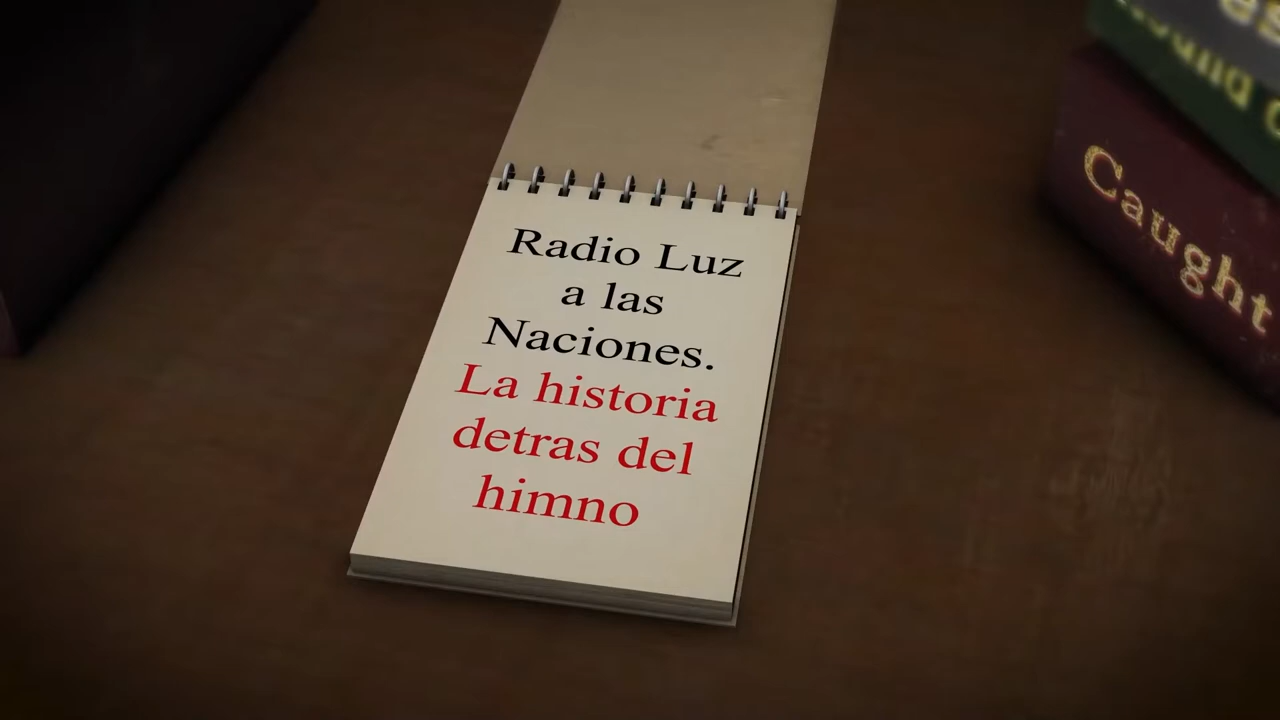 Radio Luz
a las
Naciones.
La historia
detras del
himno
Caught